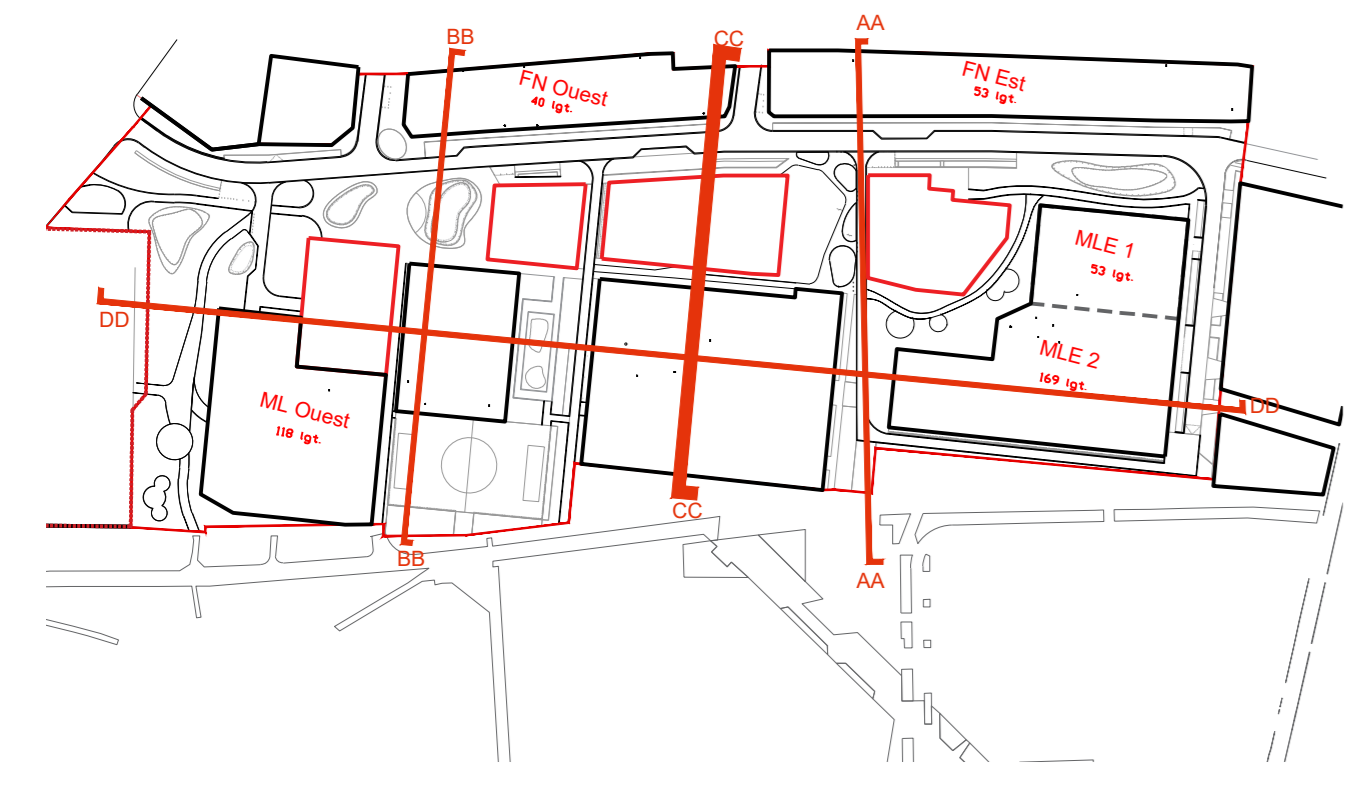 AA
BB
CC
FN Ouest
40 lgt.
FN Est
53 lgt.
MLE 1
53 lgt.
DD
MLE 2
169 lgt.
ML Ouest
118 lgt.
DD
CC
BB
AA